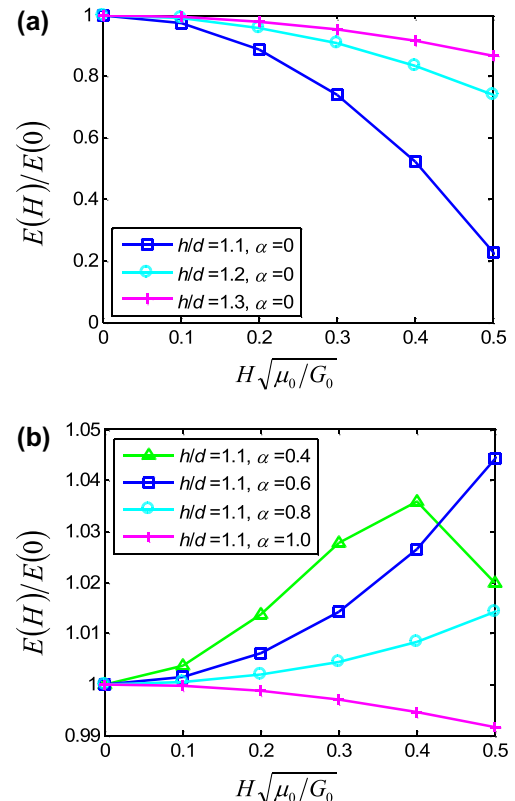 (a)
1
0.8
0.6
0.4
0.2
0
E(H)/E(0)
h/d=1.1, α=0
h/d=1.2, α=0
h/d=1.3, α=0
0 0.1 0.2 0.3 0.4 0.5
H√μ₀/G₀
(b)
1.05
1.04
1.03
1.02
1.01
1
0.99
E(H)/E(0)
h/d=1.1, α=0.4
h/d=1.1, α=0.6
h/d=1.1, α=0.8
h/d=1.1, α=1.0
0 0.1 0.2 0.3 0.4 0.5
H√μ₀/G₀